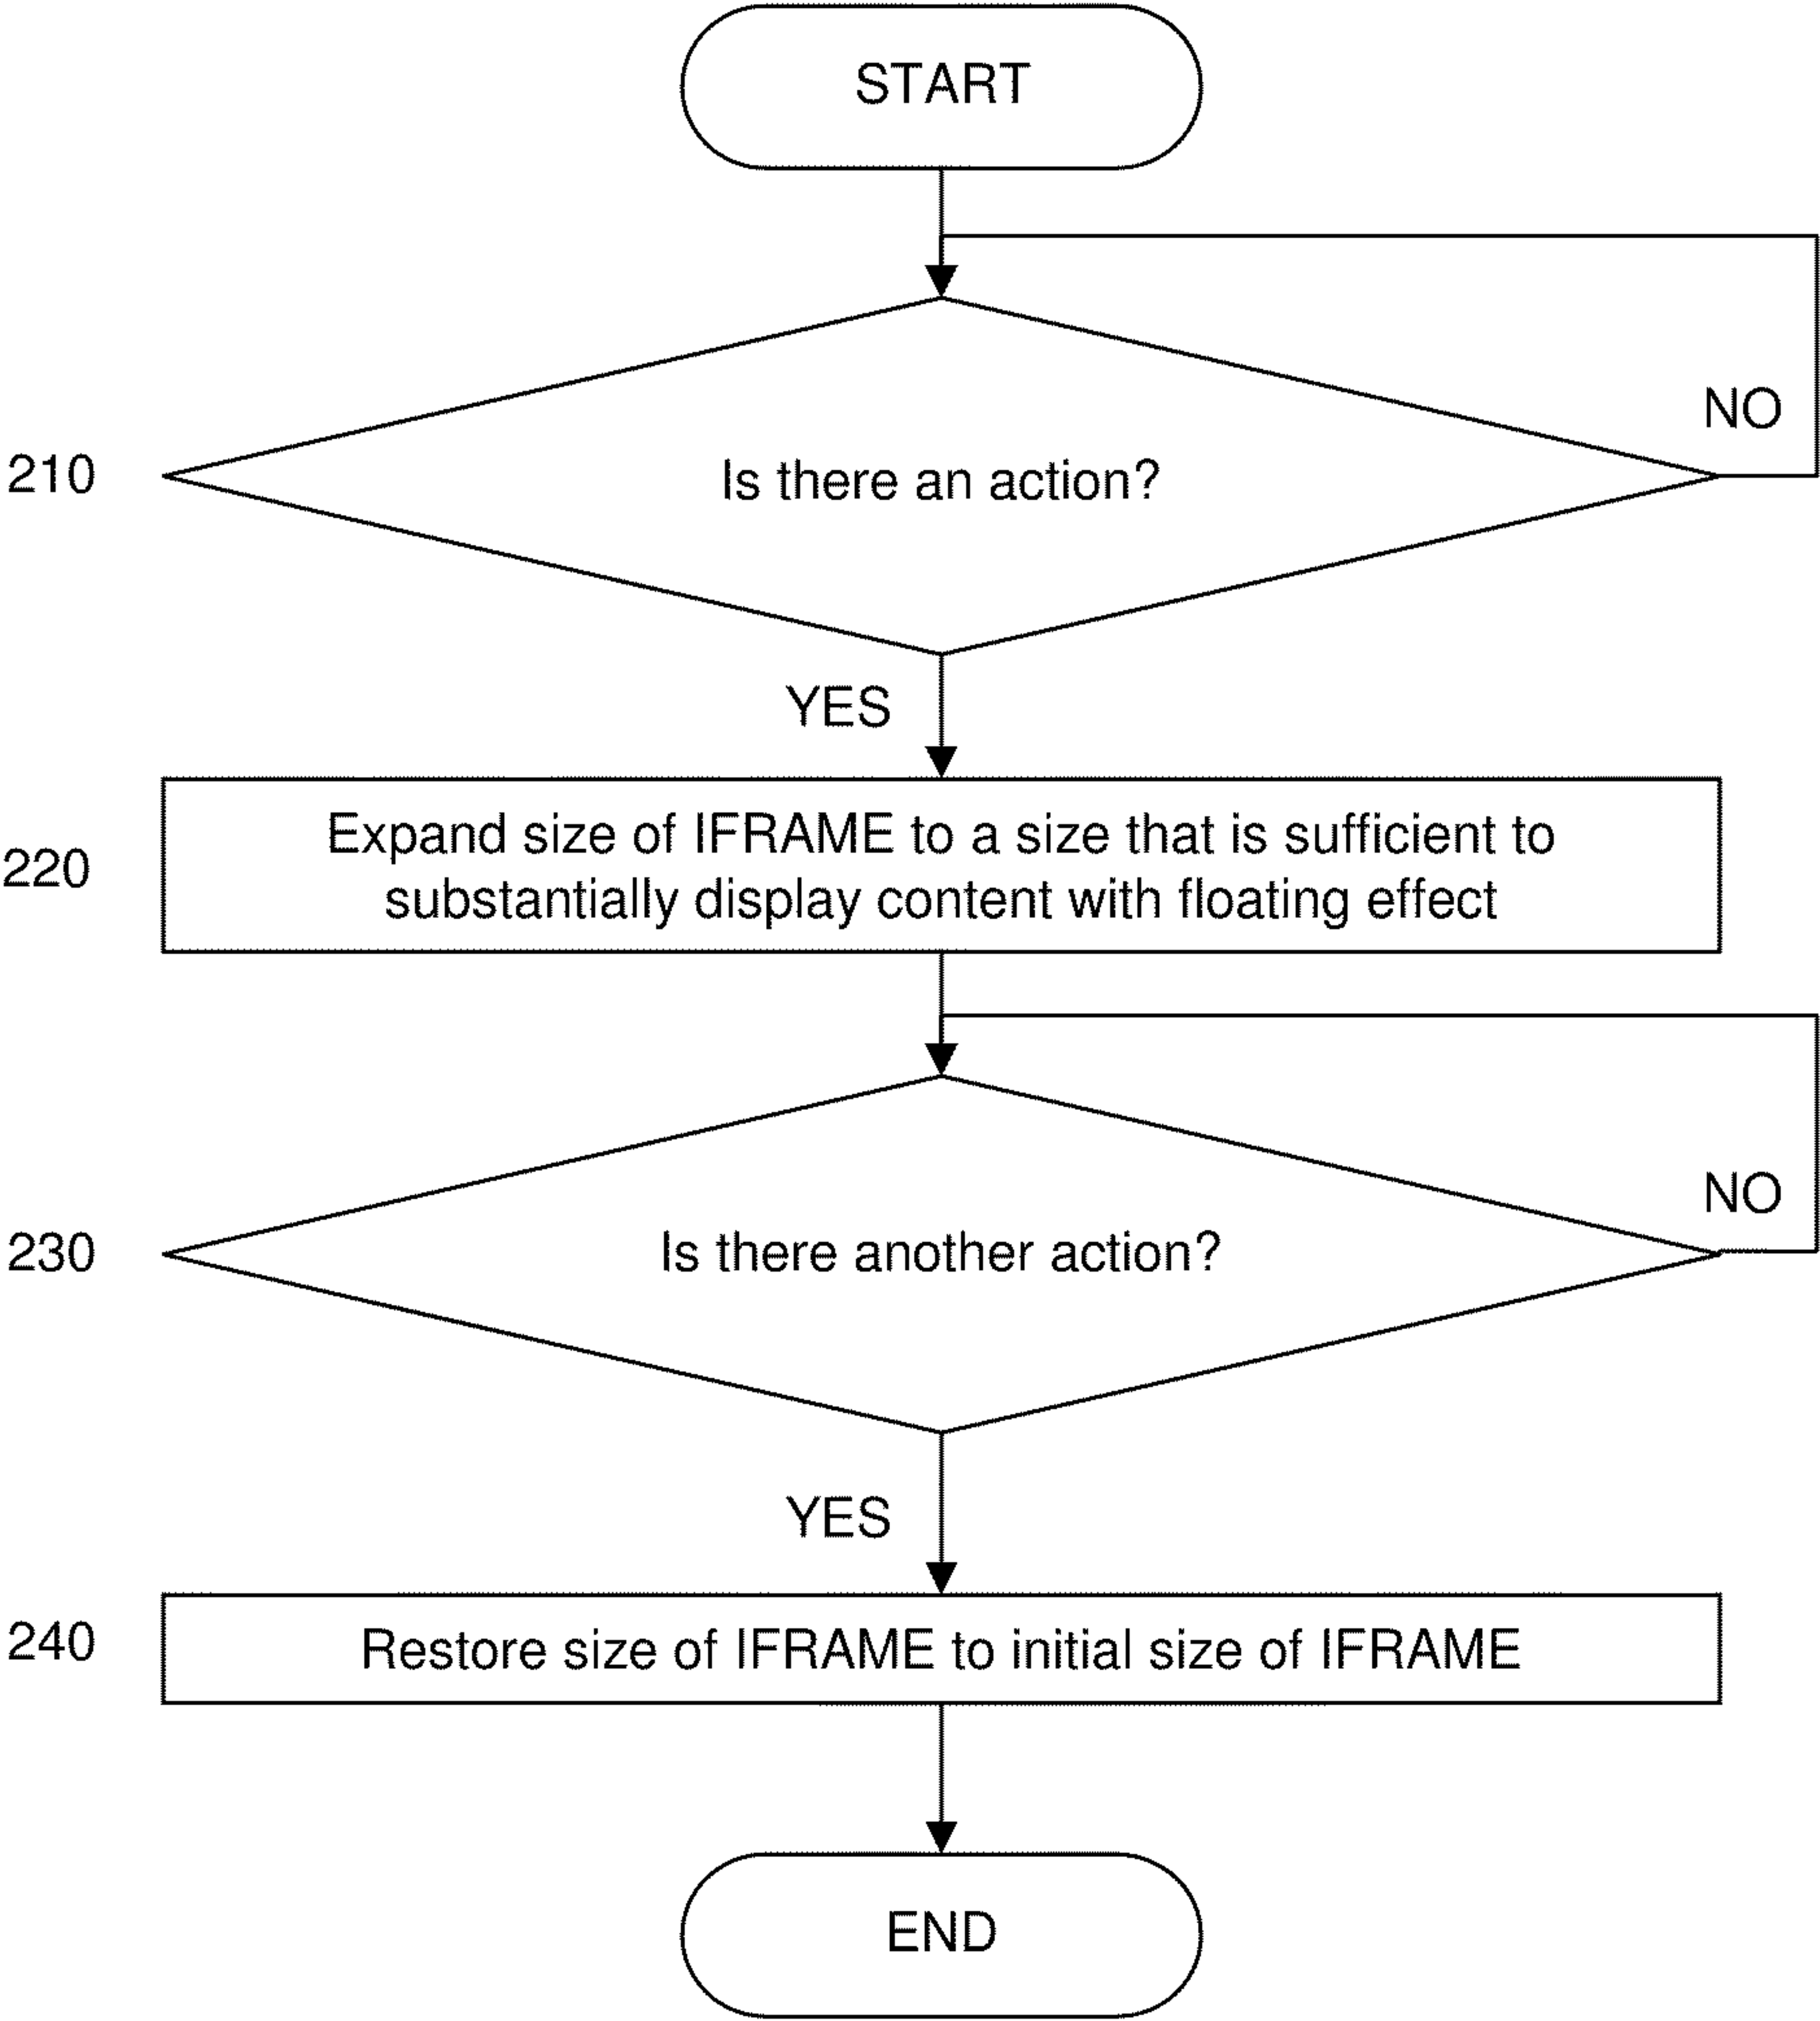 START
NO
210
Is there an action?
YES
220
Expand size of IFRAME to a size that is sufficient to
substantially display content with floating effect
NO
230
Is there another action?
YES
240
Restore size of IFRAME to initial size of IFRAME
END